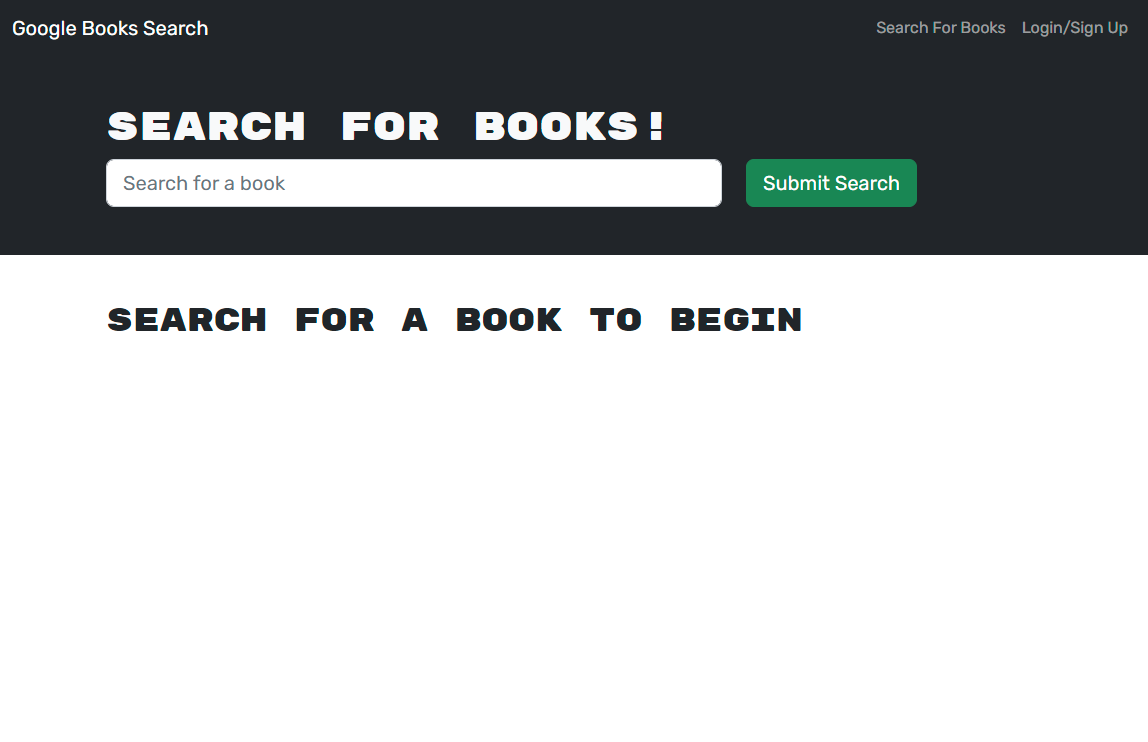 Google Books Search
Search For Books
Login/Sign Up
SEARCH FOR BOOKS!
Search for a book
Submit Search
SEARCH FOR A BOOK TO BEGIN